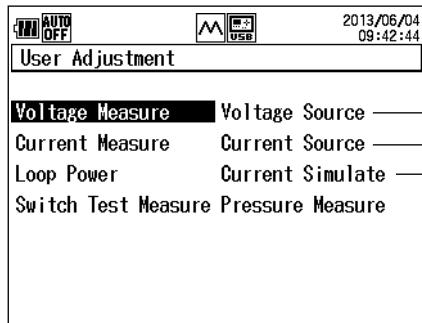 AUTO OFF USB 2013/06/04
09:42:44
User Adjustment
Voltage Measure Voltage Source
Current Measure Current Source
Loop Power Current Simulate
Switch Test Measure Pressure Measure